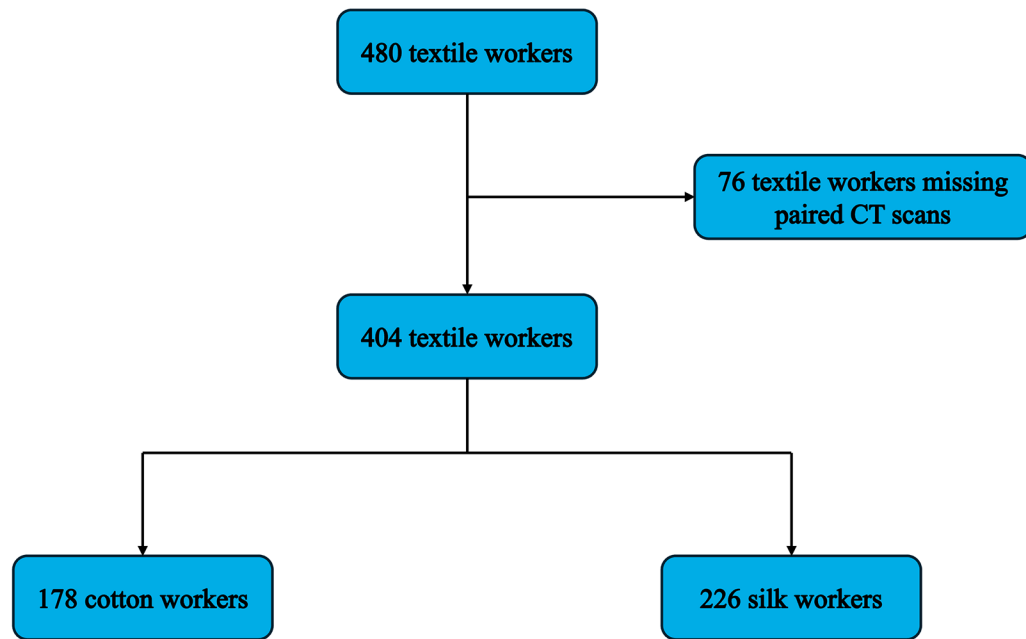 480 textile workers
76 textile workers missing
paired CT scans
404 textile workers
178 cotton workers
226 silk workers